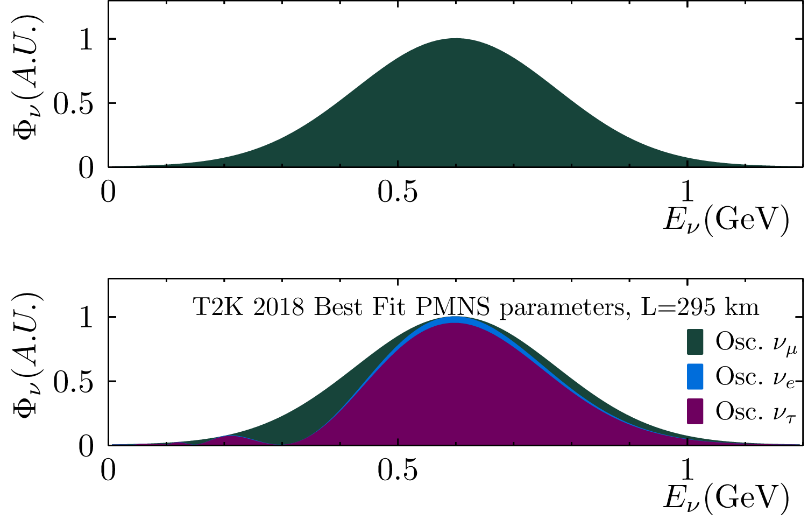 Φν(A.U.)
1
0.5
0
0
0.5
1
Eν(GeV)
T2K 2018 Best Fit PMNS parameters, L=295 km
Φν(A.U.)
1
0.5
0
Osc. νμ
Osc. νe
Osc. ντ
0
0.5
1
Eν(GeV)